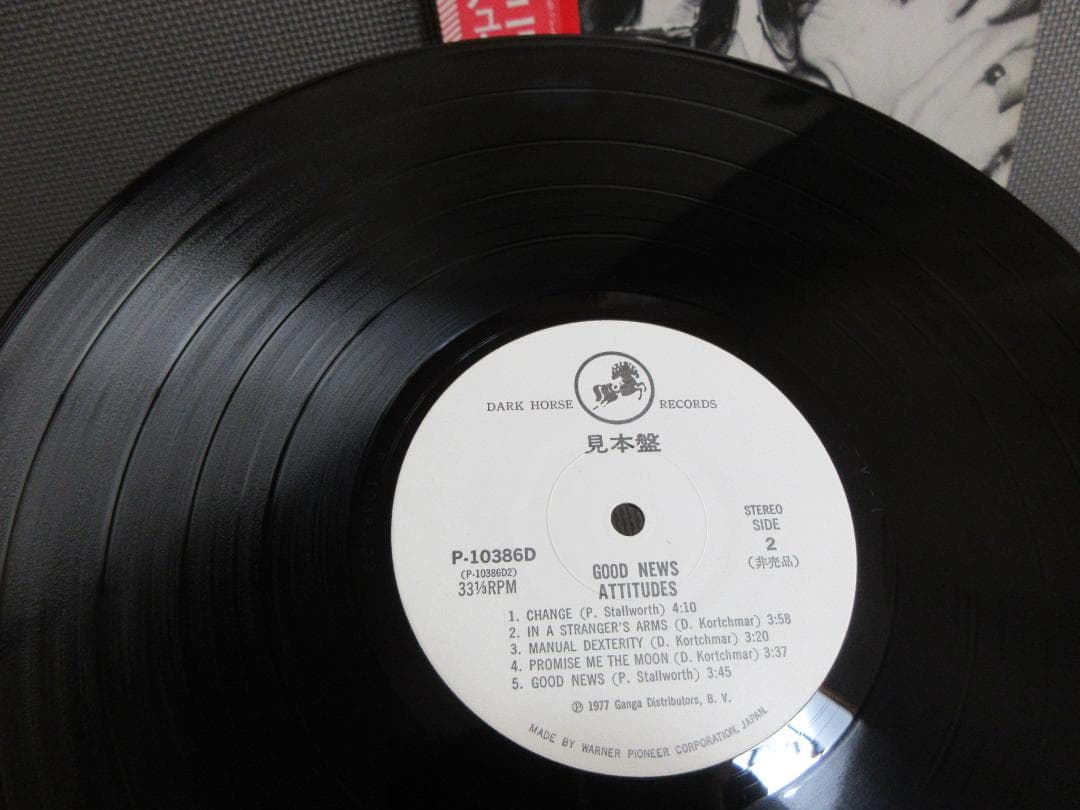 DARK HORSE RECORDS
見本盤
STEREO
SIDE
2
(非売品)
P-10386D
(P-10386D2)
33⅓RPM
GOOD NEWS
ATTITUDES
1. CHANGE (P. Stallworth) 4:10
2. IN A STRANGER'S ARMS (D. Kortchmar) 3:58
3. MANUAL DEXTERITY (D. Kortchmar) 3:20
4. PROMISE ME THE MOON (D. Kortchmar) 3:37
5. GOOD NEWS (P. Stallworth) 3:45
Ⓟ 1977 Ganga Distributors, B. V.
MADE BY WARNER PIONEER CORPORATION, JAPAN.